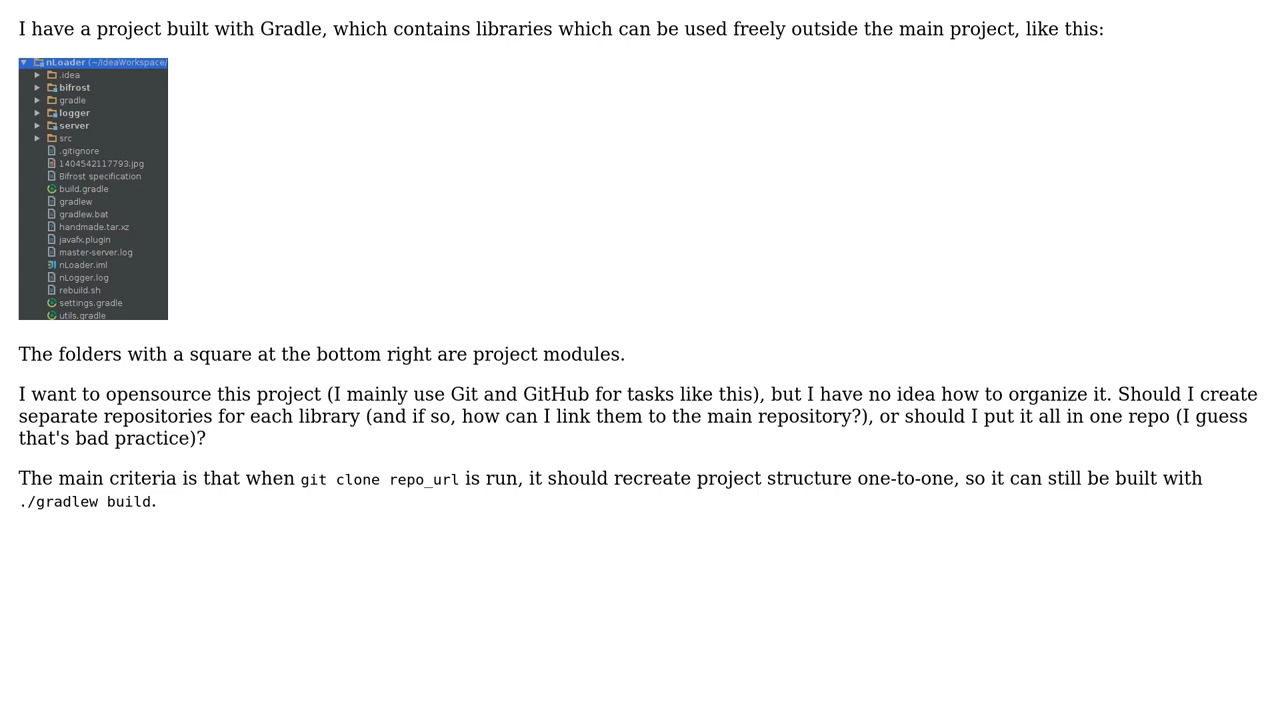 I have a project built with Gradle, which contains libraries which can be used freely outside the main project, like this:
nLoader (~/IdeaWorkspace/
.idea
bifrost
gradle
logger
server
src
.gitignore
1404542117793.jpg
Bifrost specification
build.gradle
gradlew
gradlew.bat
handmade.tar.xz
javafx.plugin
master-server.log
nLoader.iml
nLogger.log
rebuild.sh
settings.gradle
utils.gradle
The folders with a square at the bottom right are project modules.
I want to opensource this project (I mainly use Git and GitHub for tasks like this), but I have no idea how to organize it. Should I create
separate repositories for each library (and if so, how can I link them to the main repository?), or should I put it all in one repo (I guess
that's bad practice)?
The main criteria is that when git clone repo_url is run, it should recreate project structure one-to-one, so it can still be built with
./gradlew build.